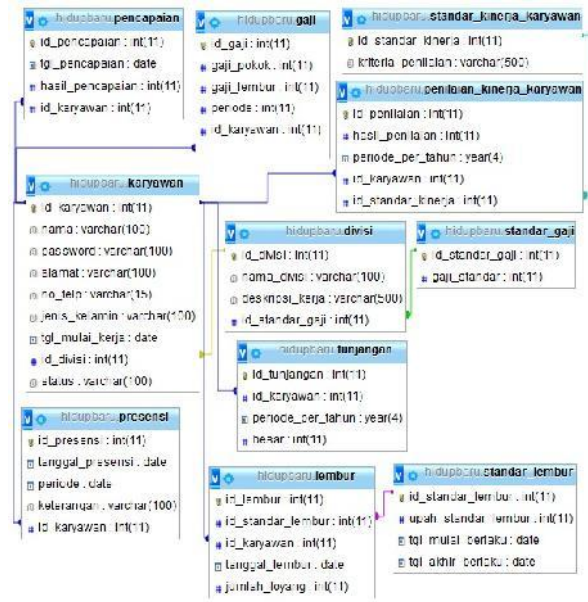 hidupbaru.pencapaian
id_pencapaian : int(11)
tgl_pencapaian : date
hasil_pencapaian : int(11)
id_karyawan : int(11)
hidupbaru.gaji
id_gaji : int(11)
gaji_pokok : int(11)
gaji_lembur : int(11)
periode : int(11)
id_karyawan : int(11)
hidupbaru.standar_kinerja_karyawan
id_standar_kinerja : int(11)
kriteria_penilaian : varchar(500)
hidupbaru.penilaian_kinerja_karyawan
id_penilaian : int(11)
hasil_penilaian : int(11)
periode_per_tahun : year(4)
id_karyawan : int(11)
id_standar_kinerja : int(11)
hidupbaru.karyawan
id_karyawan : int(11)
nama : varchar(100)
password : varchar(100)
alamat : varchar(100)
no_telp : varchar(15)
jenis_kelamin : varchar(100)
tgl_mulai_kerja : date
id_divisi : int(11)
status : varchar(100)
hidupbaru.divisi
id_divisi : int(11)
nama_divisi : varchar(100)
deskripsi_kerja : varchar(500)
id_standar_gaji : int(11)
hidupbaru.standar_gaji
id_standar_gaji : int(11)
gaji_standar : int(11)
hidupbaru.tunjangan
id_tunjangan : int(11)
id_karyawan : int(11)
periode_per_tahun : year(4)
besar : int(11)
hidupbaru.presensi
id_presensi : int(11)
tanggal_presensi : date
periode : date
keterangan : varchar(100)
id_karyawan : int(11)
hidupbaru.lembur
id_lembur : int(11)
id_standar_lembur : int(11)
id_karyawan : int(11)
tanggal_lembur : date
jumlah_loyang : int(11)
hidupbaru.standar_lembur
id_standar_lembur : int(11)
upah_standar_lembur : int(11)
tgl_mulai_berlaku : date
tgl_akhir_berlaku : date